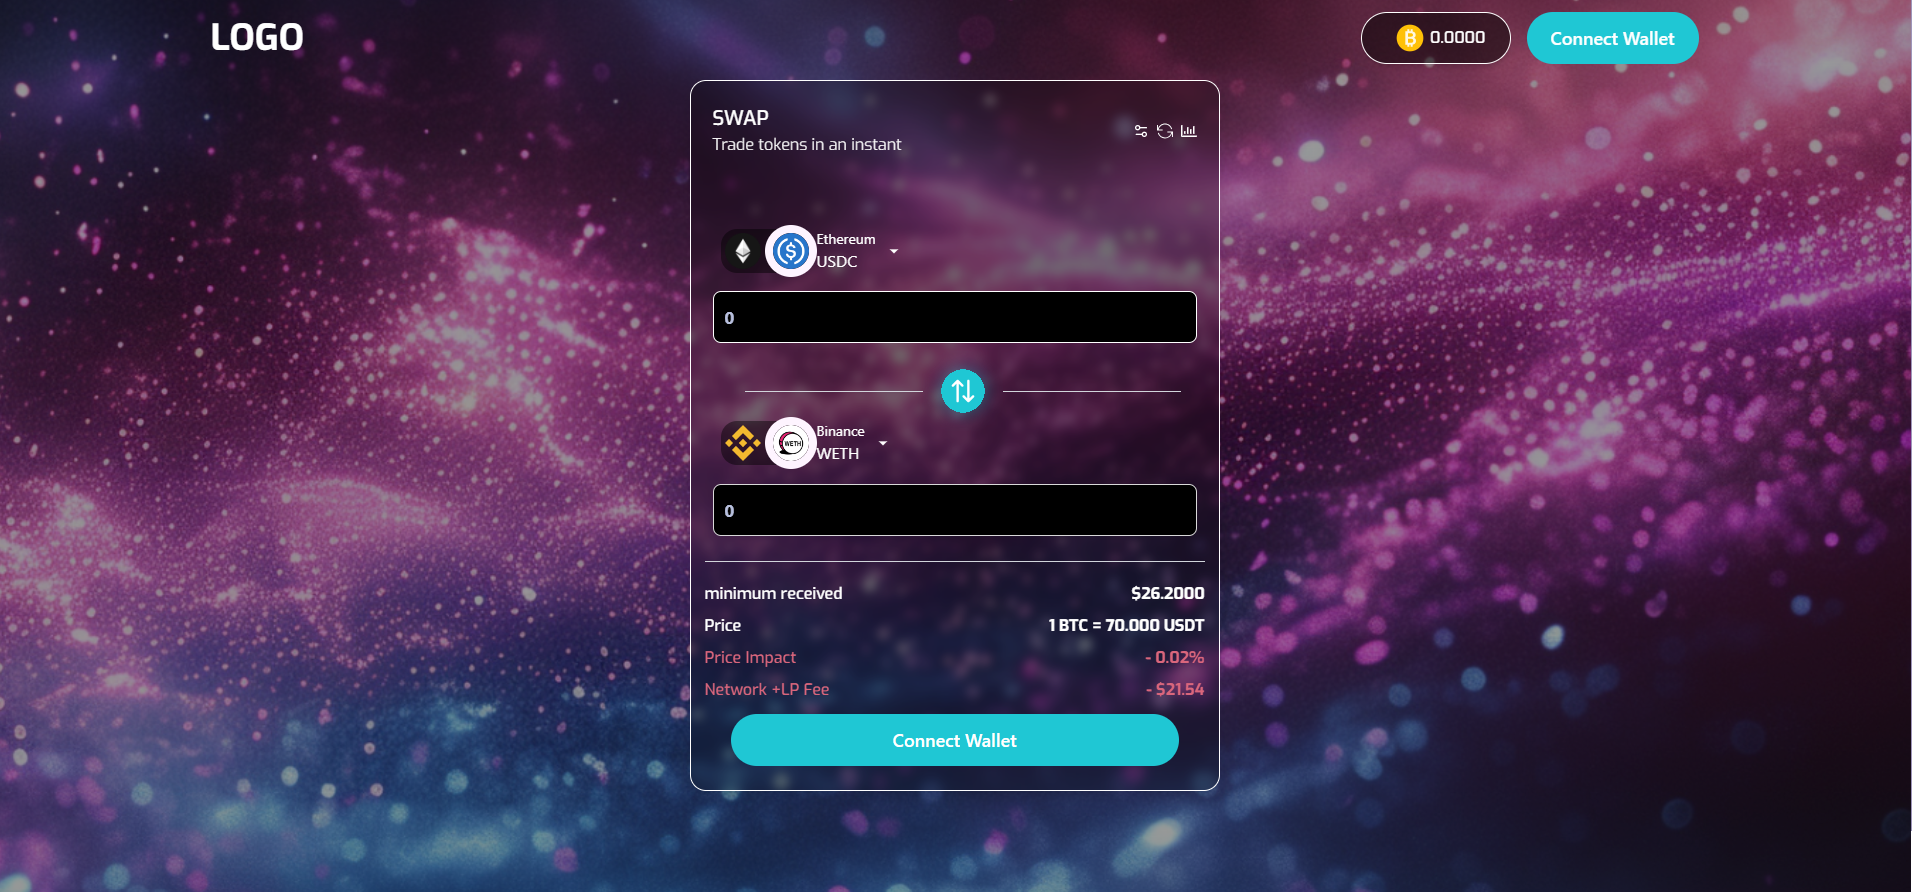 LOGO
0.0000
Connect Wallet
SWAP
Trade tokens in an instant
Ethereum
USDC
0
Binance
WETH
WETH
0
minimum received $26.2000
Price 1 BTC = 70.000 USDT
Price Impact - 0.02%
Network +LP Fee - $21.54
Connect Wallet